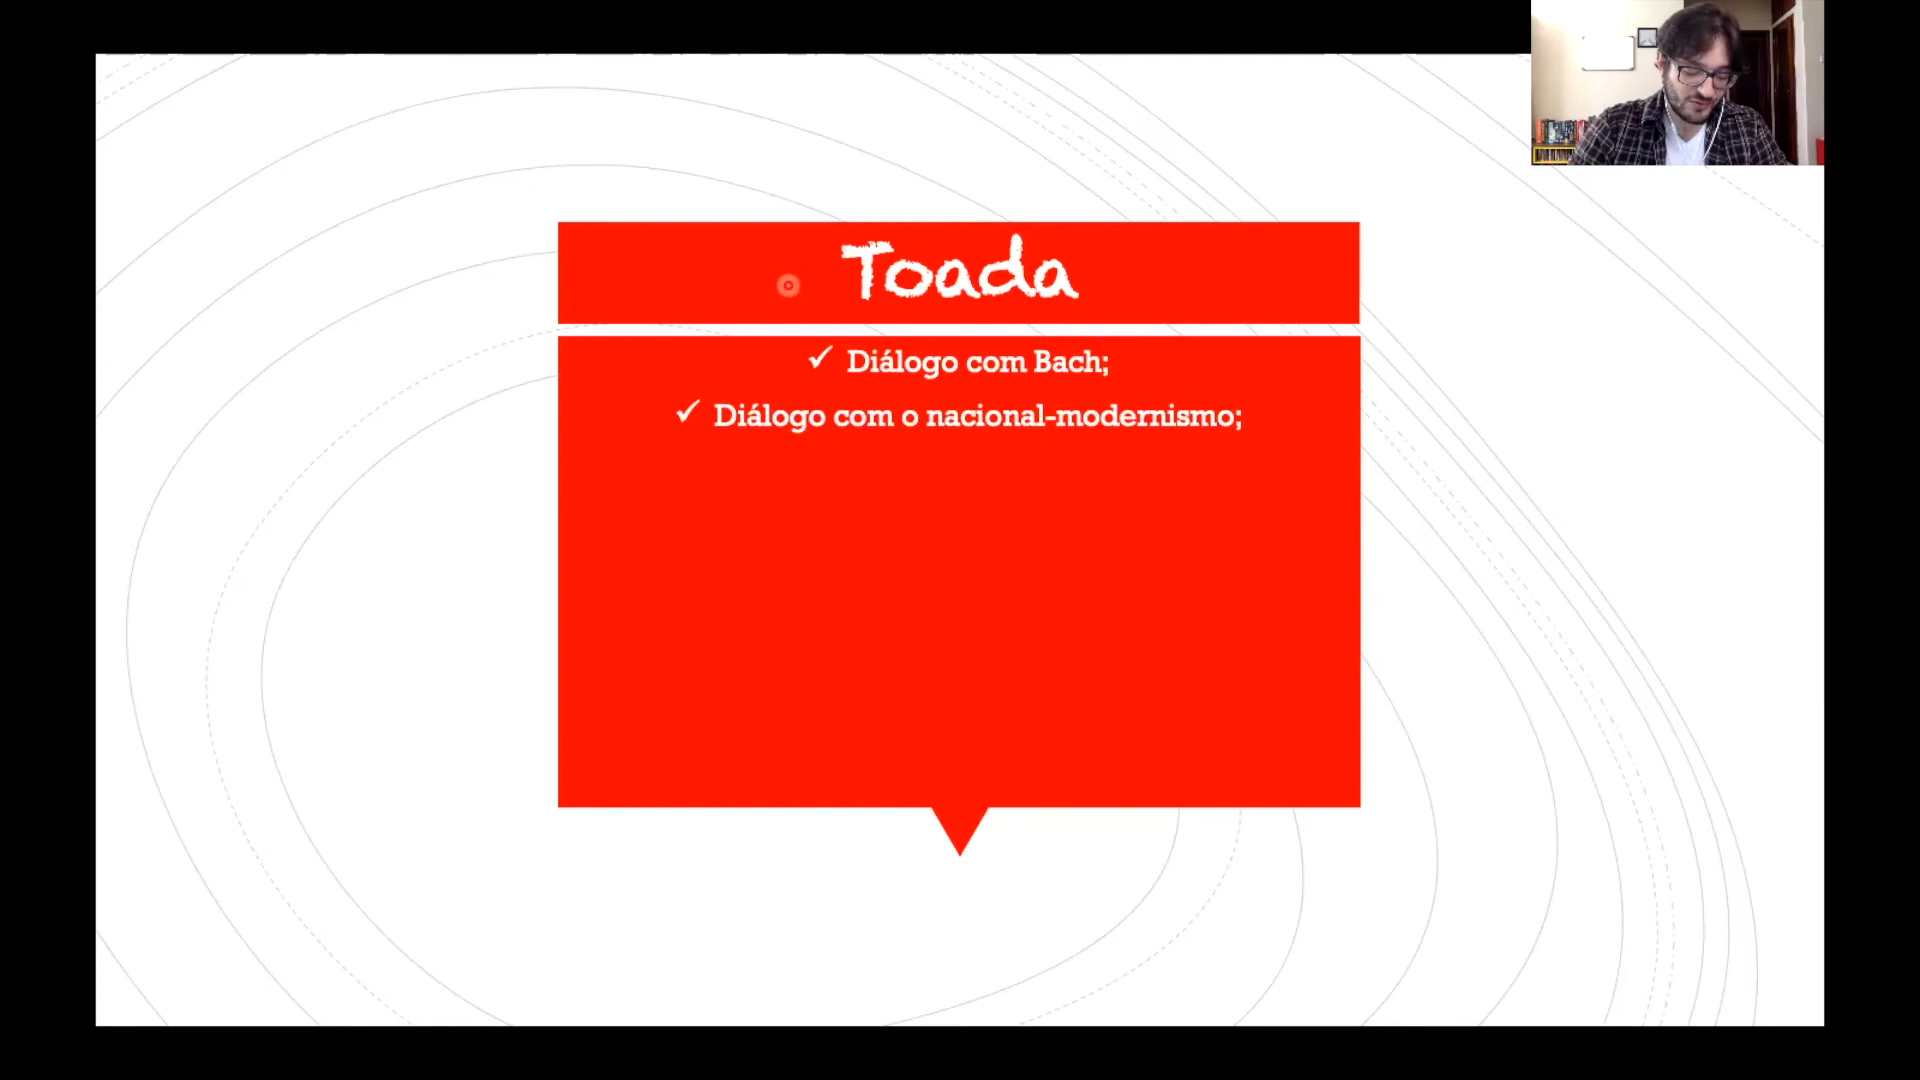 Toada
✓ Diálogo com Bach;
✓ Diálogo com o nacional-modernismo;